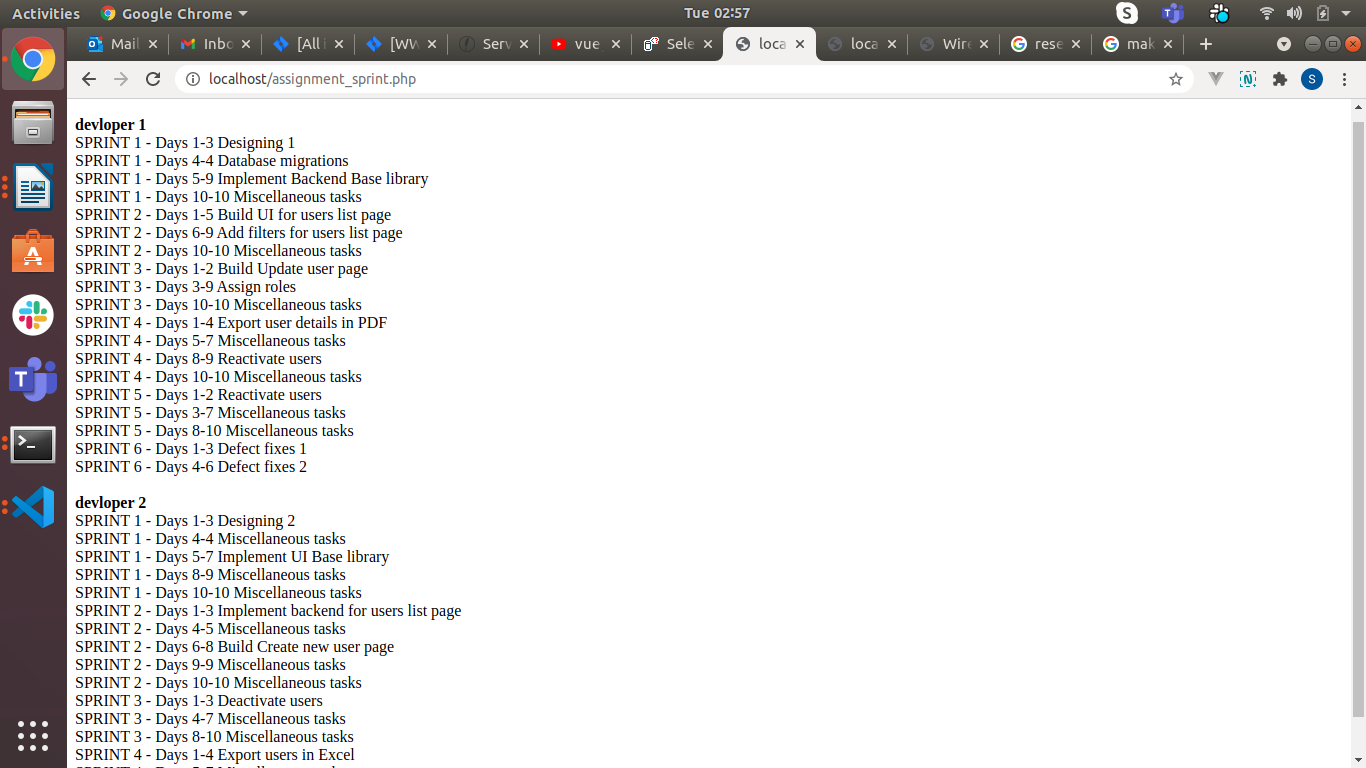 Activities Google Chrome Tue 02:57
Mail Inbo [All i [WW Serv vue Sele loca loca Wire rese mak
localhost/assignment_sprint.php S
devloper 1
SPRINT 1 - Days 1-3 Designing 1
SPRINT 1 - Days 4-4 Database migrations
SPRINT 1 - Days 5-9 Implement Backend Base library
SPRINT 1 - Days 10-10 Miscellaneous tasks
SPRINT 2 - Days 1-5 Build UI for users list page
SPRINT 2 - Days 6-9 Add filters for users list page
SPRINT 2 - Days 10-10 Miscellaneous tasks
SPRINT 3 - Days 1-2 Build Update user page
SPRINT 3 - Days 3-9 Assign roles
SPRINT 3 - Days 10-10 Miscellaneous tasks
SPRINT 4 - Days 1-4 Export user details in PDF
SPRINT 4 - Days 5-7 Miscellaneous tasks
SPRINT 4 - Days 8-9 Reactivate users
SPRINT 4 - Days 10-10 Miscellaneous tasks
SPRINT 5 - Days 1-2 Reactivate users
SPRINT 5 - Days 3-7 Miscellaneous tasks
SPRINT 5 - Days 8-10 Miscellaneous tasks
SPRINT 6 - Days 1-3 Defect fixes 1
SPRINT 6 - Days 4-6 Defect fixes 2
devloper 2
SPRINT 1 - Days 1-3 Designing 2
SPRINT 1 - Days 4-4 Miscellaneous tasks
SPRINT 1 - Days 5-7 Implement UI Base library
SPRINT 1 - Days 8-9 Miscellaneous tasks
SPRINT 1 - Days 10-10 Miscellaneous tasks
SPRINT 2 - Days 1-3 Implement backend for users list page
SPRINT 2 - Days 4-5 Miscellaneous tasks
SPRINT 2 - Days 6-8 Build Create new user page
SPRINT 2 - Days 9-9 Miscellaneous tasks
SPRINT 2 - Days 10-10 Miscellaneous tasks
SPRINT 3 - Days 1-3 Deactivate users
SPRINT 3 - Days 4-7 Miscellaneous tasks
SPRINT 3 - Days 8-10 Miscellaneous tasks
SPRINT 4 - Days 1-4 Export users in Excel